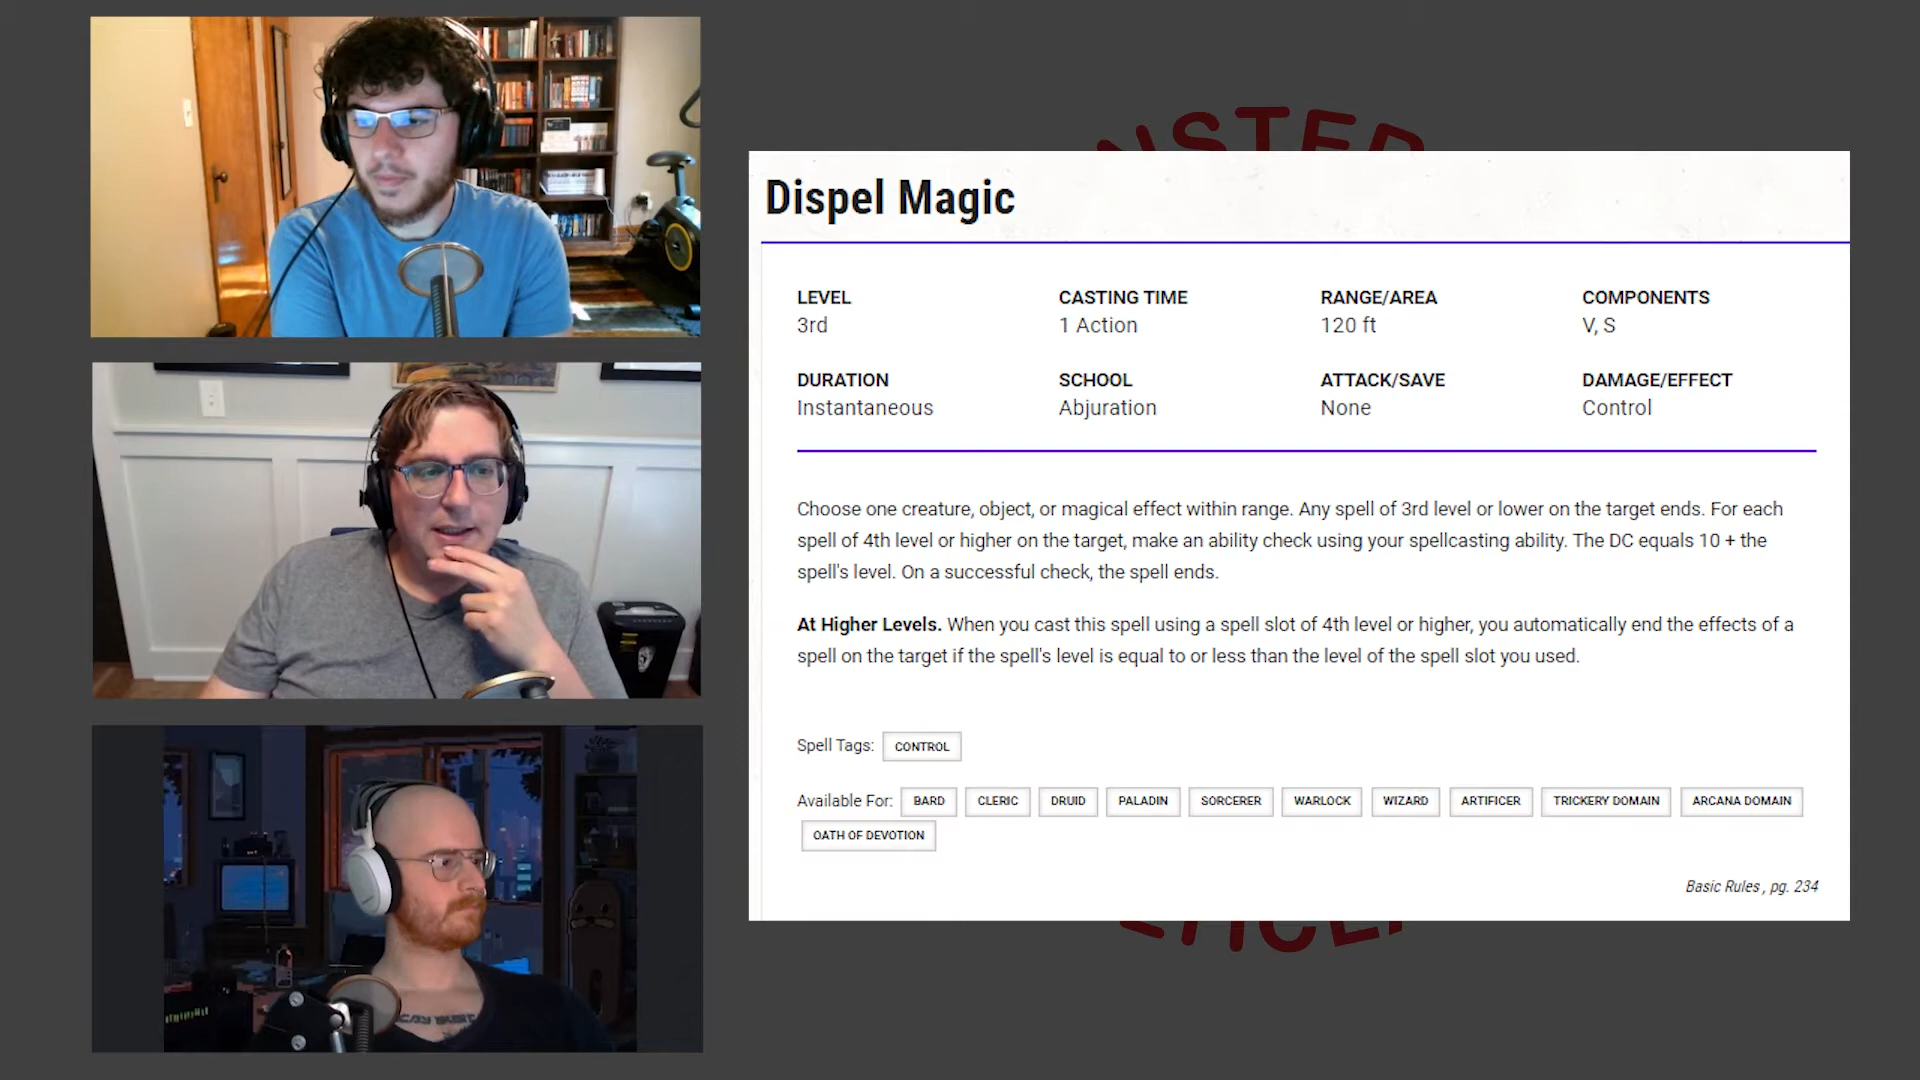 NSTER
Dispel Magic
LEVEL
3rd
CASTING TIME
1 Action
RANGE/AREA
120 ft
COMPONENTS
V, S
DURATION
Instantaneous
SCHOOL
Abjuration
ATTACK/SAVE
None
DAMAGE/EFFECT
Control
Choose one creature, object, or magical effect within range. Any spell of 3rd level or lower on the target ends. For each
spell of 4th level or higher on the target, make an ability check using your spellcasting ability. The DC equals 10 + the
spell's level. On a successful check, the spell ends.
At Higher Levels. When you cast this spell using a spell slot of 4th level or higher, you automatically end the effects of a
spell on the target if the spell's level is equal to or less than the level of the spell slot you used.
Spell Tags: CONTROL
Available For: BARD CLERIC DRUID PALADIN SORCERER WARLOCK WIZARD ARTIFICER TRICKERY DOMAIN ARCANA DOMAIN
OATH OF DEVOTION
Basic Rules, pg. 234